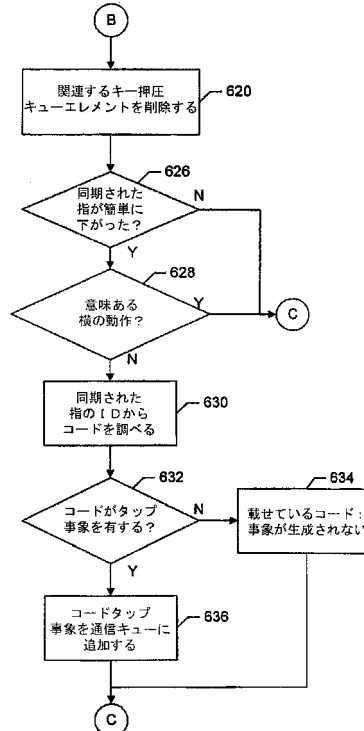 B
関連するキー押圧
キューエレメントを削除する
620
626
同期された
指が簡単に
下がった？
N
Y
628
意味ある
横の動作？
Y
C
N
同期された
指のＩＤから
コードを調べる
630
632
コードがタップ
事象を有する？
N
634
載せているコード：
事象が生成されない
Y
コードタップ
事象を通信キューに
追加する
636
C